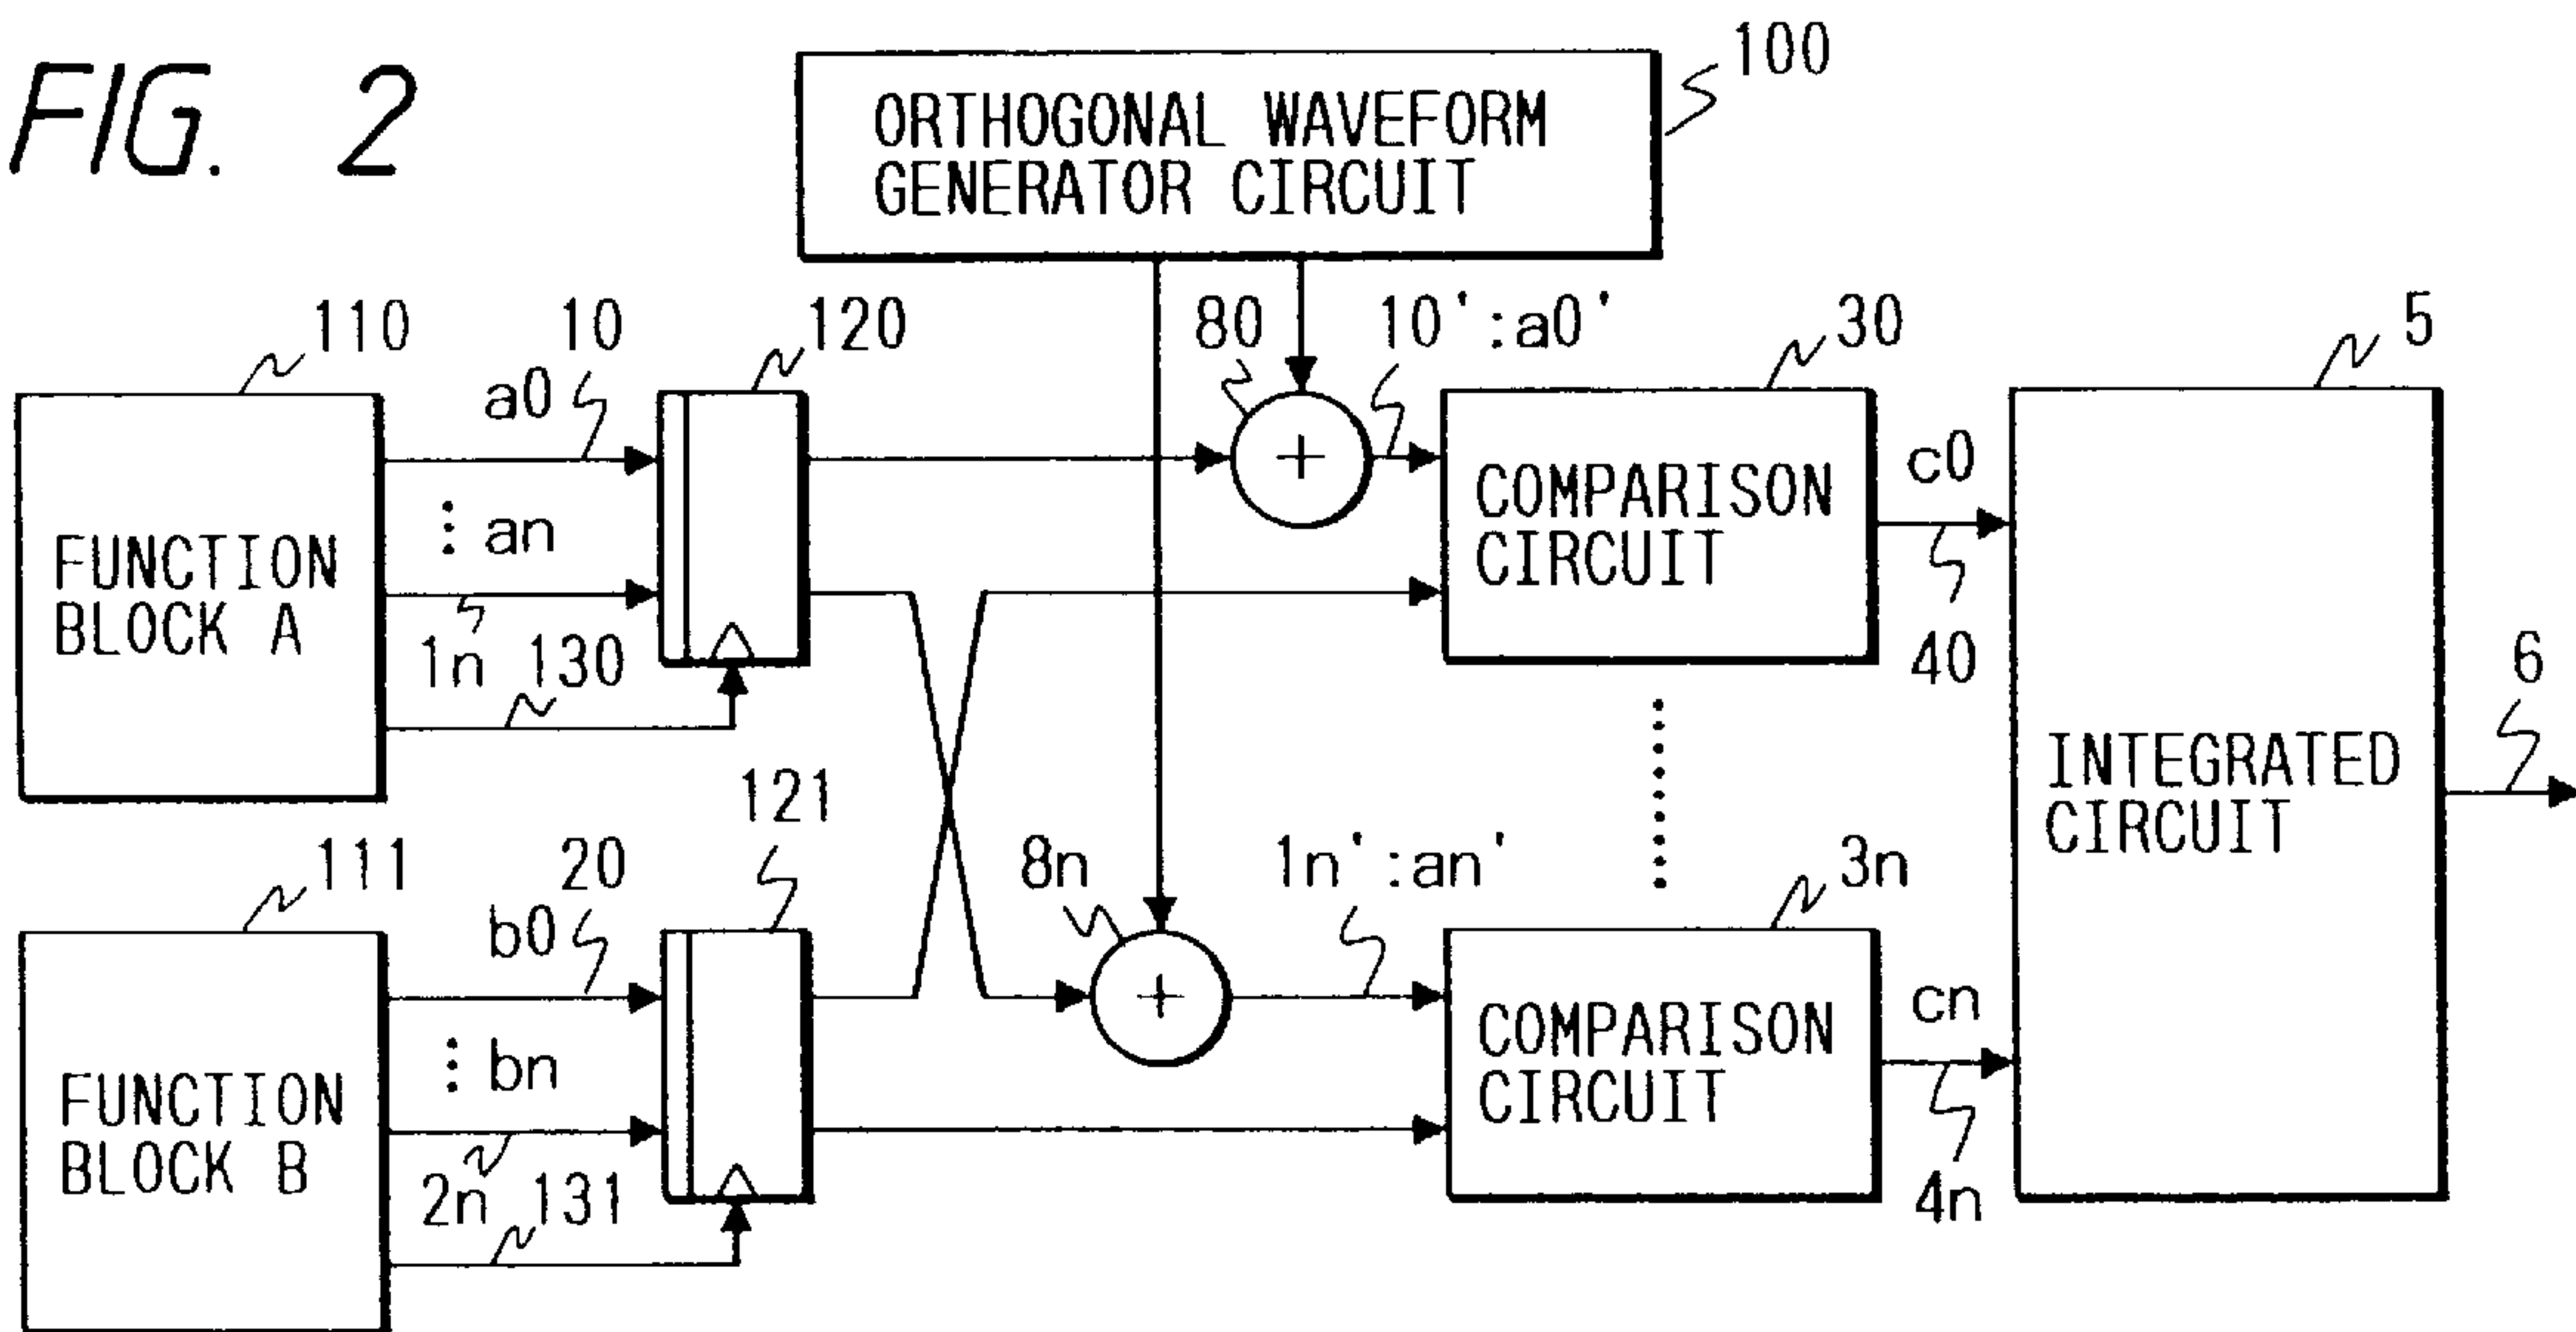 FIG. 2
ORTHOGONAL WAVEFORM
GENERATOR CIRCUIT
100
110
10
120
80
10':a0'
30
5
a0
an
1n
130
FUNCTION
BLOCK A
COMPARISON
CIRCUIT
c0
40
6
INTEGRATED
CIRCUIT
111
20
121
8n
1n':an'
3n
b0
bn
2n
131
FUNCTION
BLOCK B
COMPARISON
CIRCUIT
cn
4n